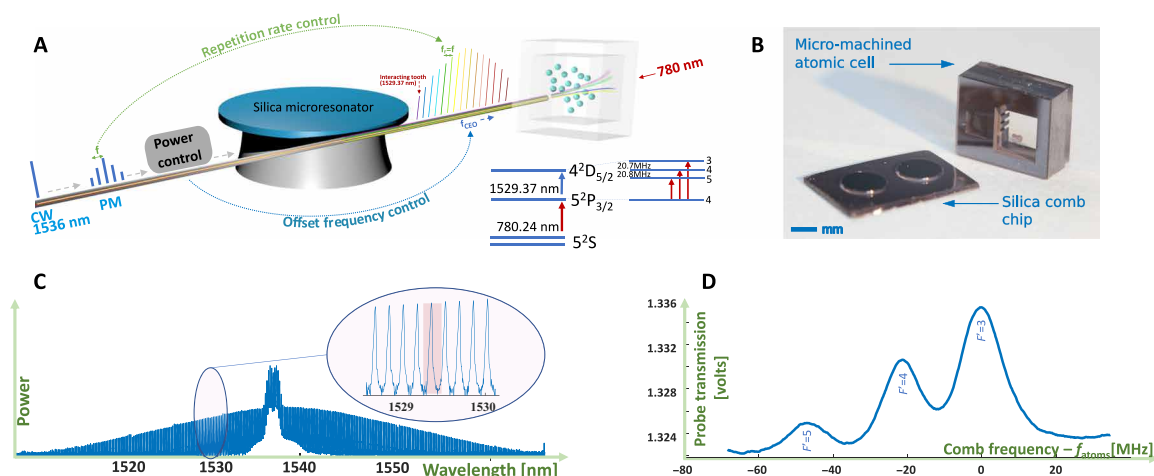 A
Repetition rate control
fr=f
Interacting tooth
(1529.37 nm)
780 nm
Silica microresonator
fCEO
f
Power
control
CW
1536 nm
PM
Offset frequency control
4²D5/2
1529.37 nm
5²P3/2
780.24 nm
5²S
20.7MHz
20.8MHz
3
4
5
4
B
Micro-machined
atomic cell
Silica comb
chip
mm
C
Power
1529
1530
1520
1530
1540
1550
Wavelength [nm]
D
Probe transmission
[volts]
1.336
1.332
1.328
1.324
F'=5
F'=4
F'=3
−80
−60
−40
−20
0
20
Comb frequency – fatoms[MHz]